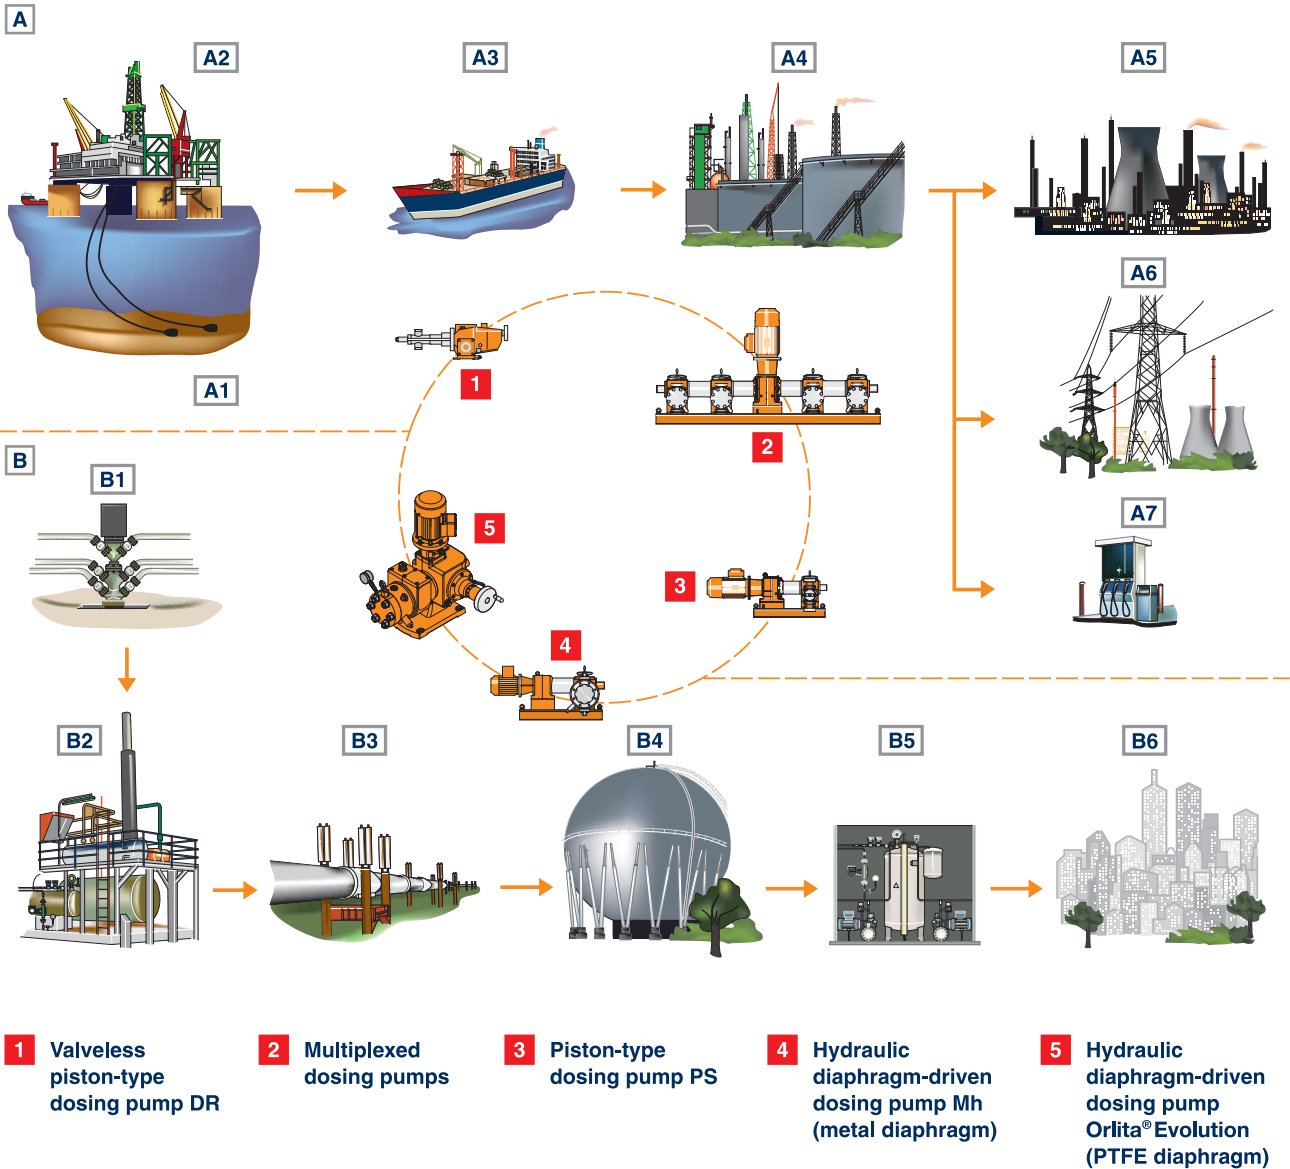 A
A2
A3
A4
A5
A6
A1
1
2
B
B1
5
A7
3
4
B2
B3
B4
B5
B6
1 Valveless
piston-type
dosing pump DR
2 Multiplexed
dosing pumps
3 Piston-type
dosing pump PS
4 Hydraulic
diaphragm-driven
dosing pump Mh
(metal diaphragm)
5 Hydraulic
diaphragm-driven
dosing pump
Orlita® Evolution
(PTFE diaphragm)